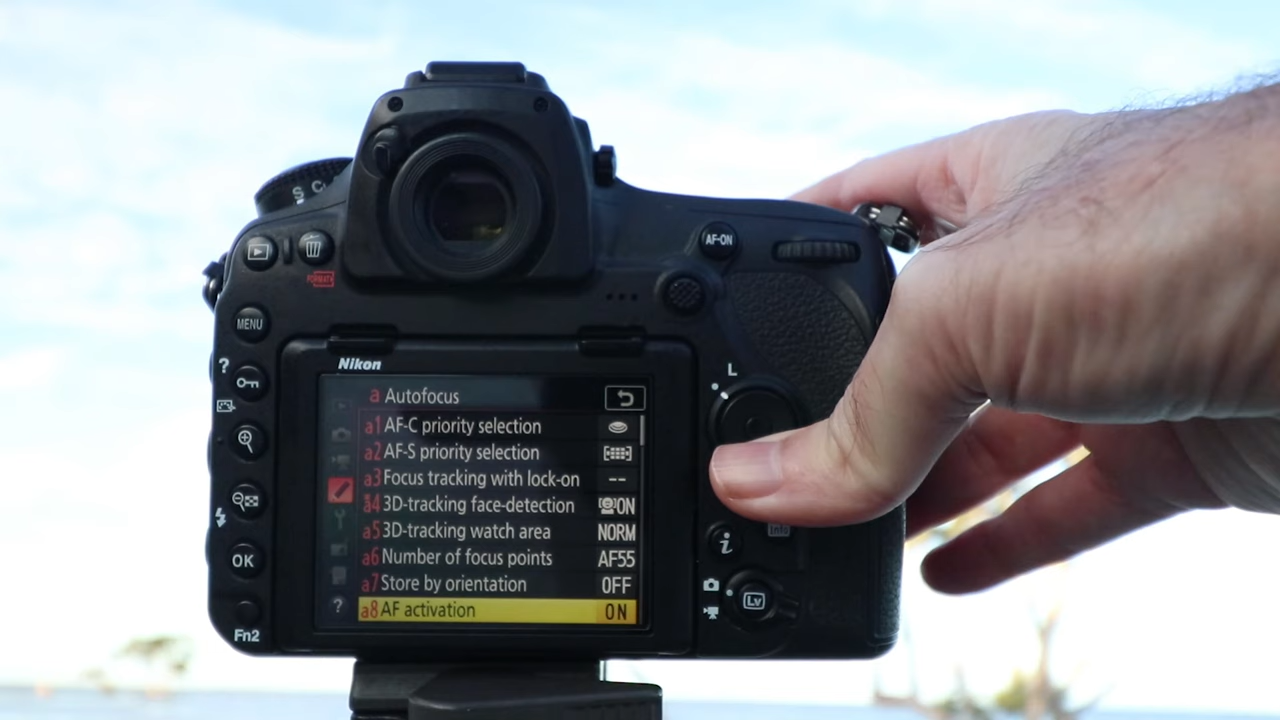 S C
AF-ON
FORMAT
MENU
L
?
Nikon
a Autofocus
a1 AF-C priority selection
a2 AF-S priority selection
a3 Focus tracking with lock-on --
a4 3D-tracking face-detection ON
a5 3D-tracking watch area NORM
a6 Number of focus points AF55
a7 Store by orientation OFF
a8 AF activation ON
?
i
info
OK
Lv
Fn2